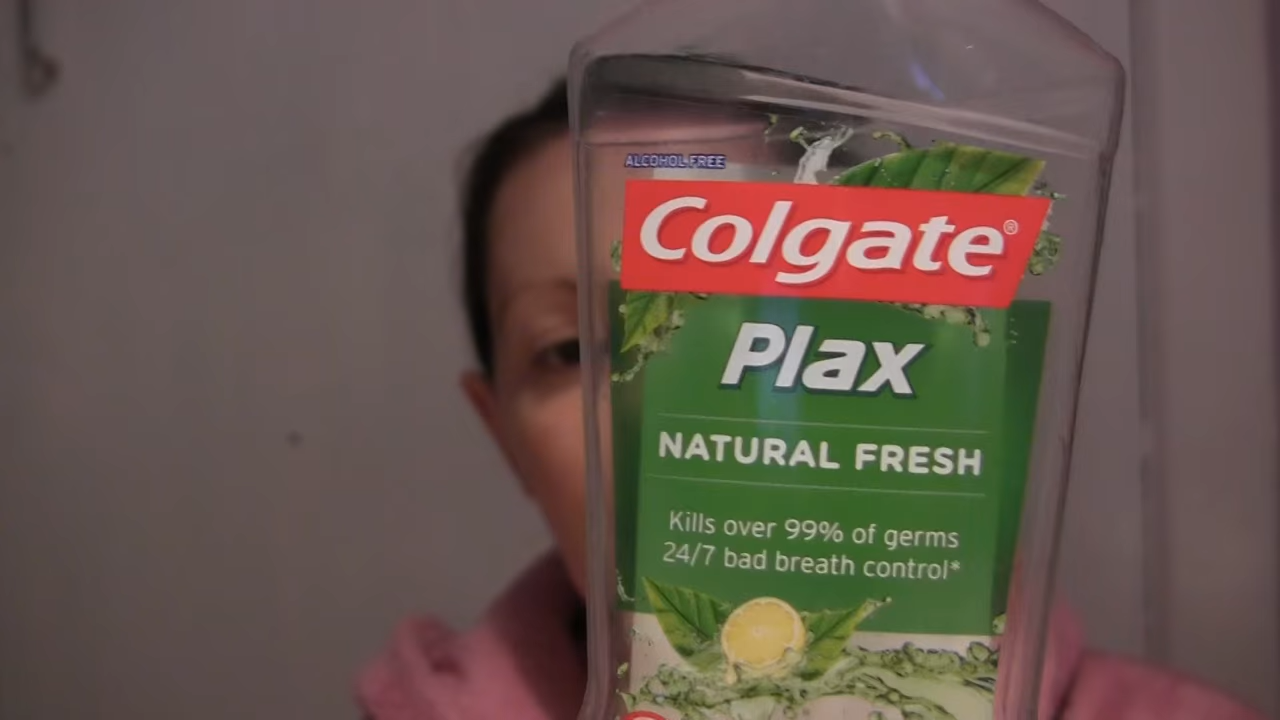 ALCOHOL FREE
Colgate®
Plax
NATURAL FRESH
Kills over 99% of germs
24/7 bad breath control*